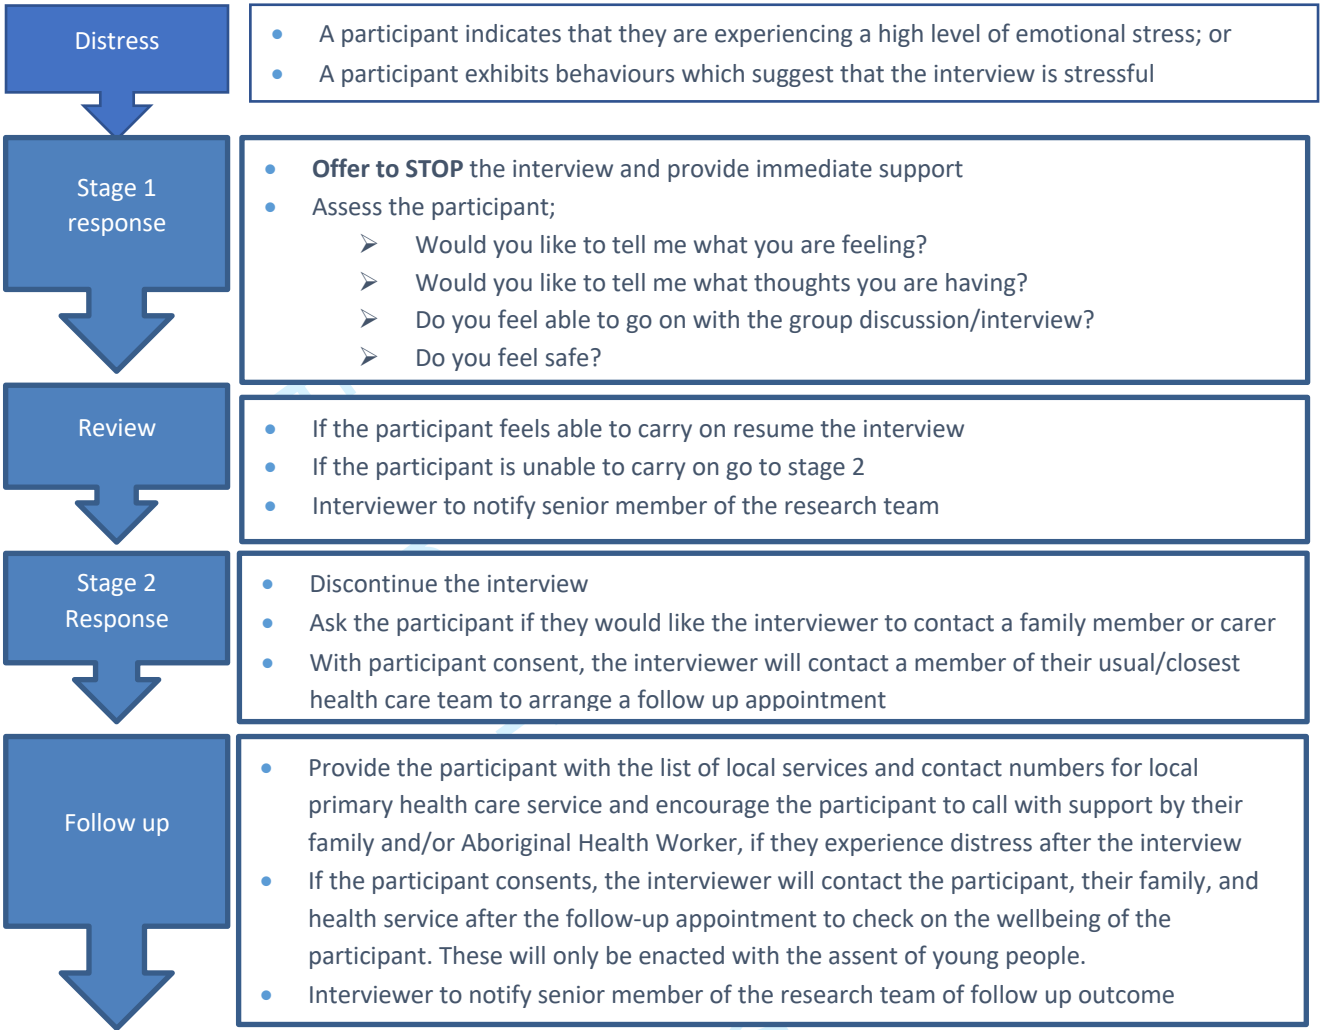 Distress
• A participant indicates that they are experiencing a high level of emotional stress; or
• A participant exhibits behaviours which suggest that the interview is stressful
Stage 1
response
• Offer to STOP the interview and provide immediate support
• Assess the participant;
➢ Would you like to tell me what you are feeling?
➢ Would you like to tell me what thoughts you are having?
➢ Do you feel able to go on with the group discussion/interview?
➢ Do you feel safe?
Review
• If the participant feels able to carry on resume the interview
• If the participant is unable to carry on go to stage 2
• Interviewer to notify senior member of the research team
Stage 2
Response
• Discontinue the interview
• Ask the participant if they would like the interviewer to contact a family member or carer
• With participant consent, the interviewer will contact a member of their usual/closest
health care team to arrange a follow up appointment
Follow up
• Provide the participant with the list of local services and contact numbers for local
primary health care service and encourage the participant to call with support by their
family and/or Aboriginal Health Worker, if they experience distress after the interview
• If the participant consents, the interviewer will contact the participant, their family, and
health service after the follow-up appointment to check on the wellbeing of the
participant. These will only be enacted with the assent of young people.
• Interviewer to notify senior member of the research team of follow up outcome